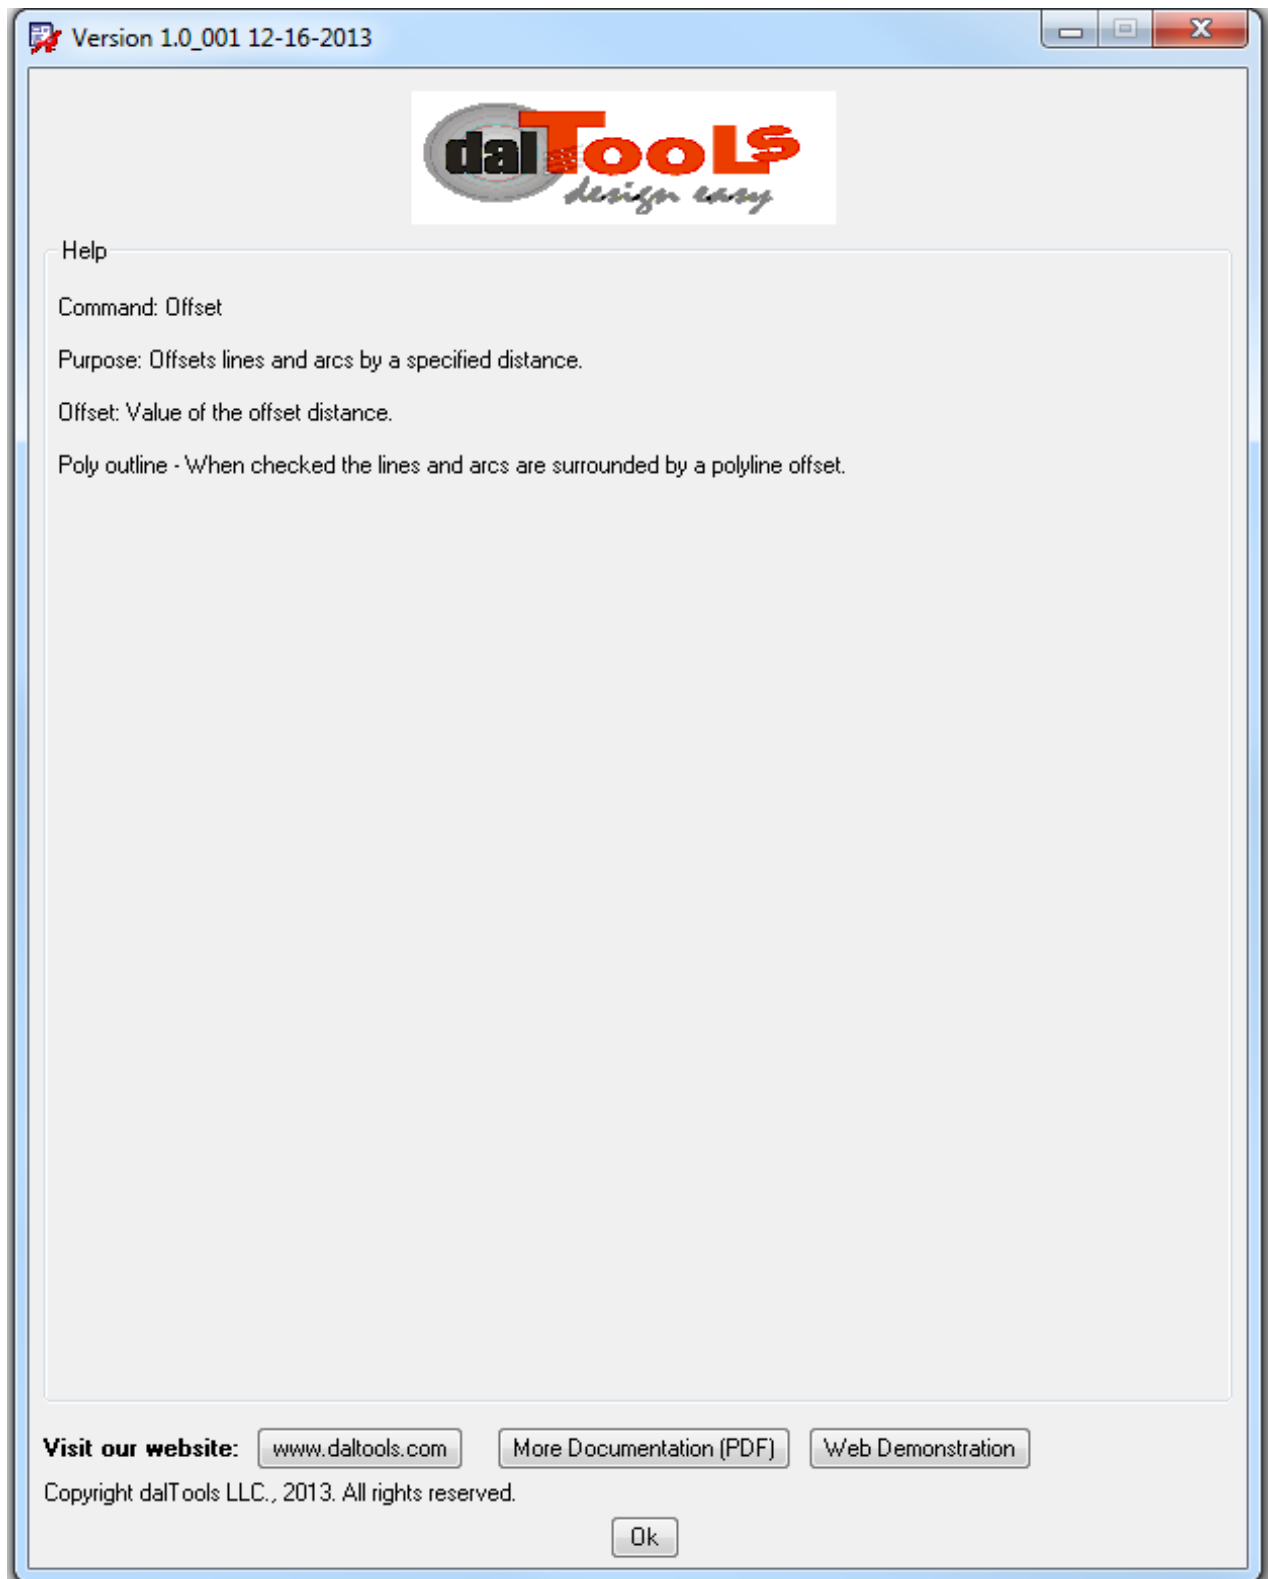 Version 1.0_001 12-16-2013
dalTooLs
design easy
Help
Command: Offset
Purpose: Offsets lines and arcs by a specified distance.
Offset: Value of the offset distance.
Poly outline - When checked the lines and arcs are surrounded by a polyline offset.
Visit our website: www.daltools.com More Documentation (PDF) Web Demonstration
Copyright dalTools LLC., 2013. All rights reserved.
Ok